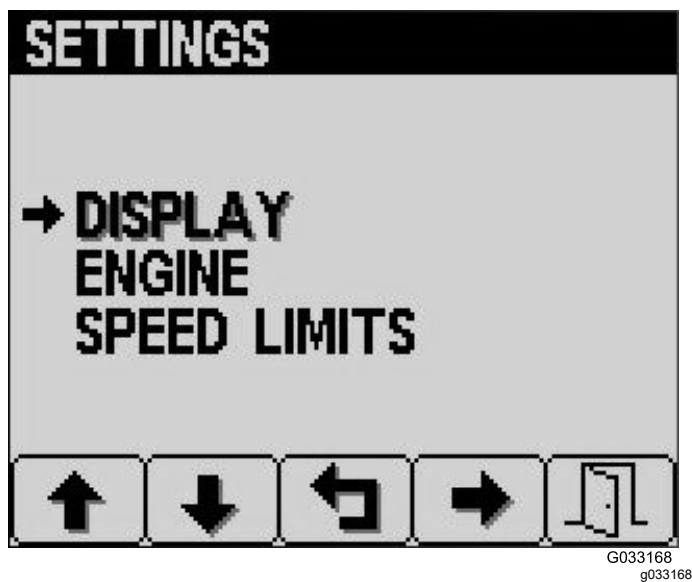 SETTINGS
DISPLAY
ENGINE
SPEED LIMITS
G033168
g033168